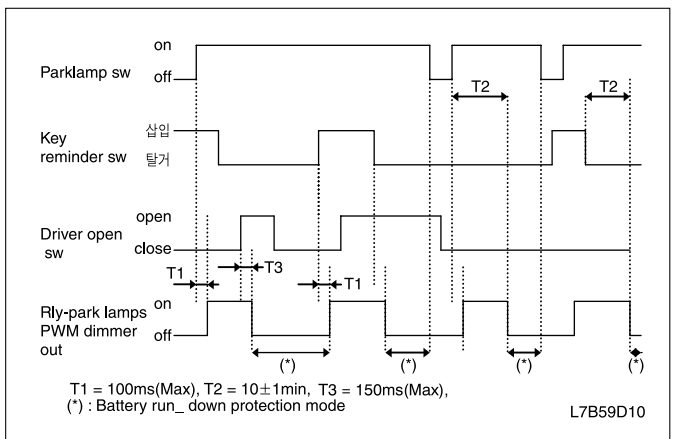 on
Parklamp sw
off
T2
T2
Key
reminder sw
삽입
탈거
open
Driver open
sw
close
T1
T3
T1
on
Rly-park lamps
PWM dimmer
out
off
(*)
(*)
(*)
(*)
T1 = 100ms(Max), T2 = 10±1min, T3 = 150ms(Max),
(*) : Battery run_ down protection mode
L7B59D10